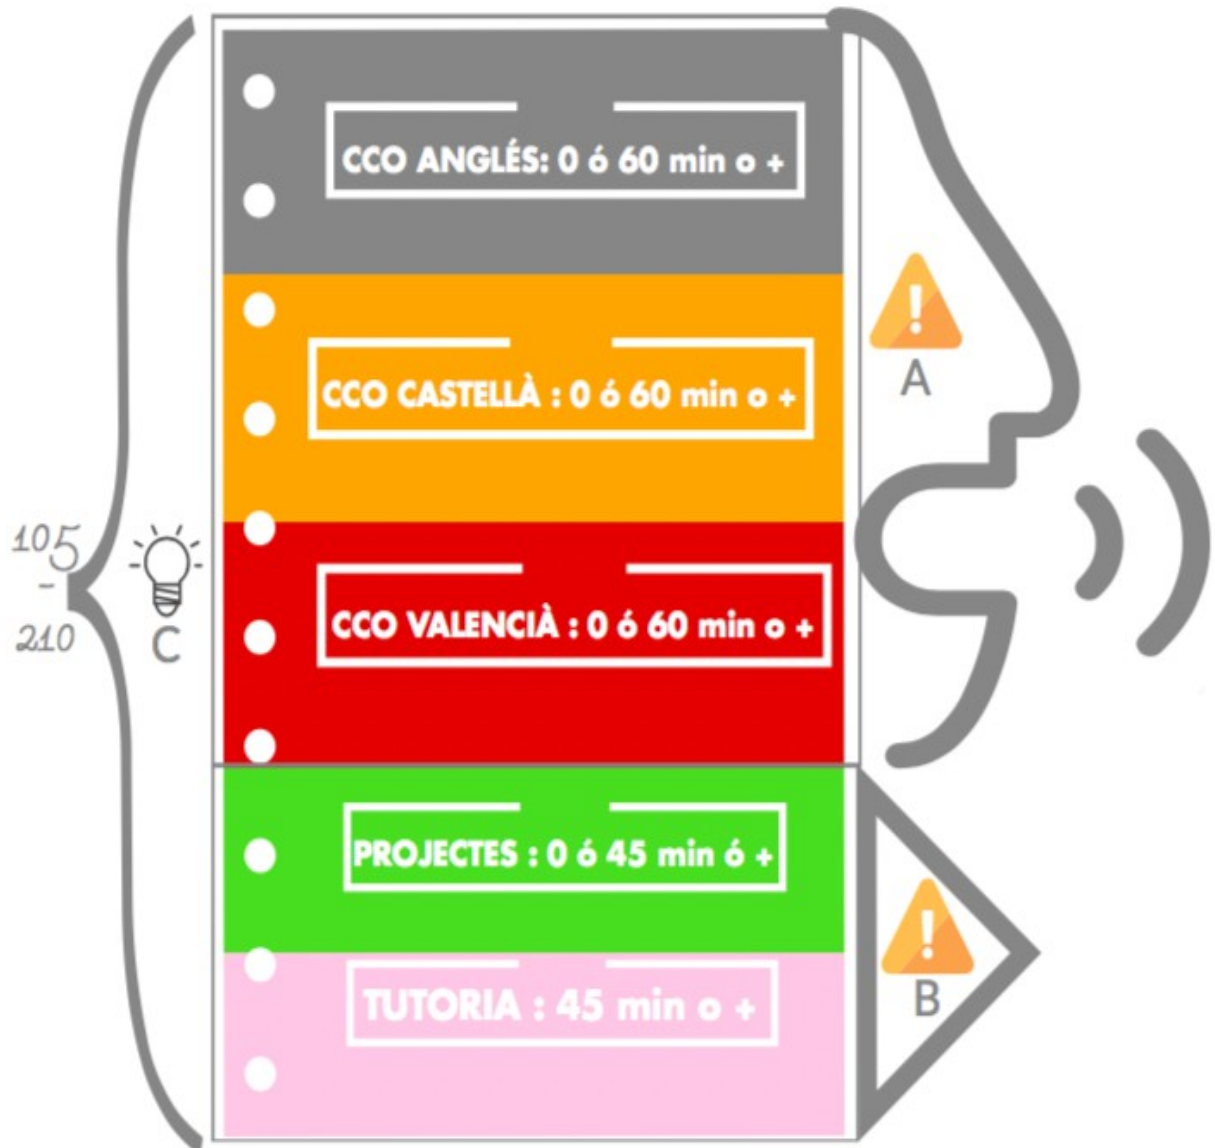 CCO ANGLÉS: 0 ó 60 min o +
A
CCO CASTELLÀ : 0 ó 60 min o +
105
-
210
C
CCO VALENCIÀ : 0 ó 60 min o +
PROJECTES : 0 ó 45 min ó +
B
TUTORIA : 45 min o +